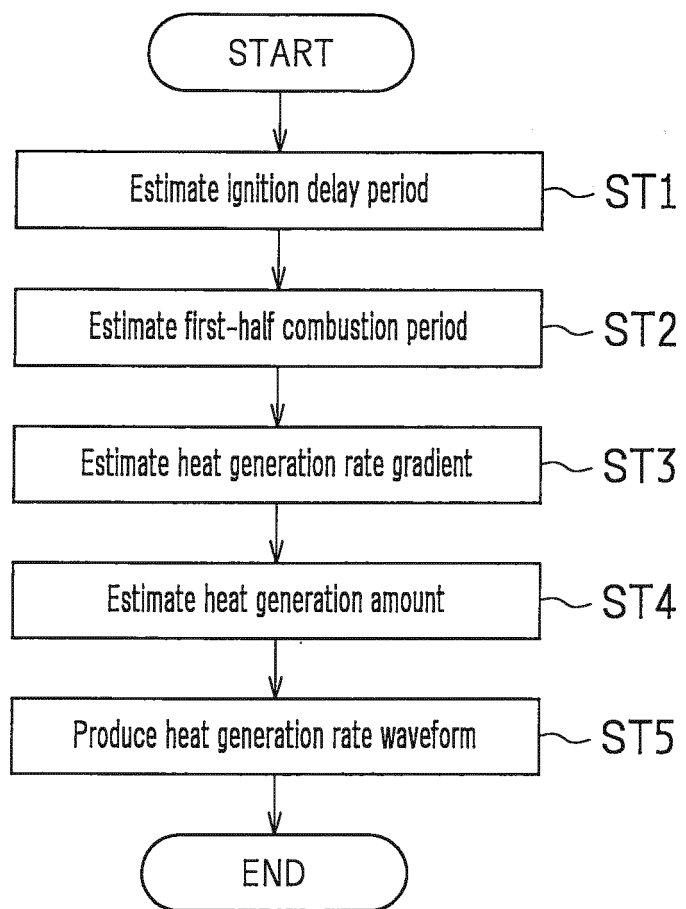 START
Estimate ignition delay period
ST1
Estimate first-half combustion period
ST2
Estimate heat generation rate gradient
ST3
Estimate heat generation amount
ST4
Produce heat generation rate waveform
ST5
END